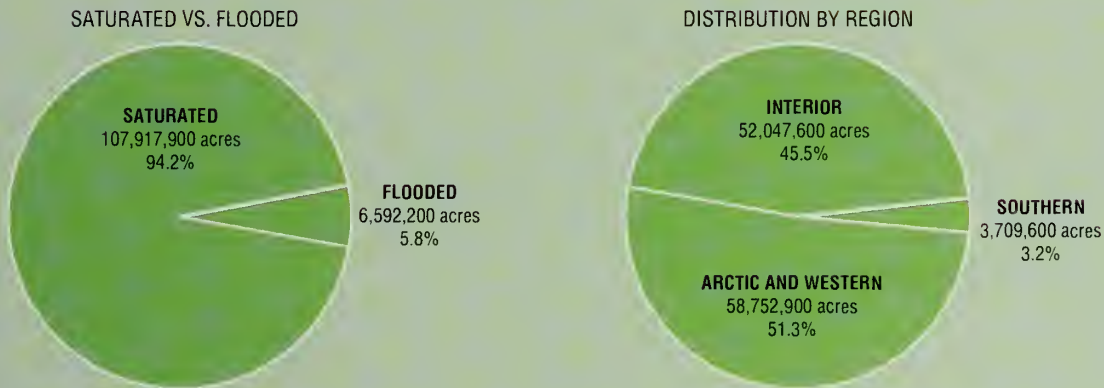 SATURATED VS. FLOODED
SATURATED
107,917,900 acres
94.2%
FLOODED
6,592,200 acres
5.8%
DISTRIBUTION BY REGION
INTERIOR
52,047,600 acres
45.5%
SOUTHERN
3,709,600 acres
3.2%
ARCTIC AND WESTERN
58,752,900 acres
51.3%